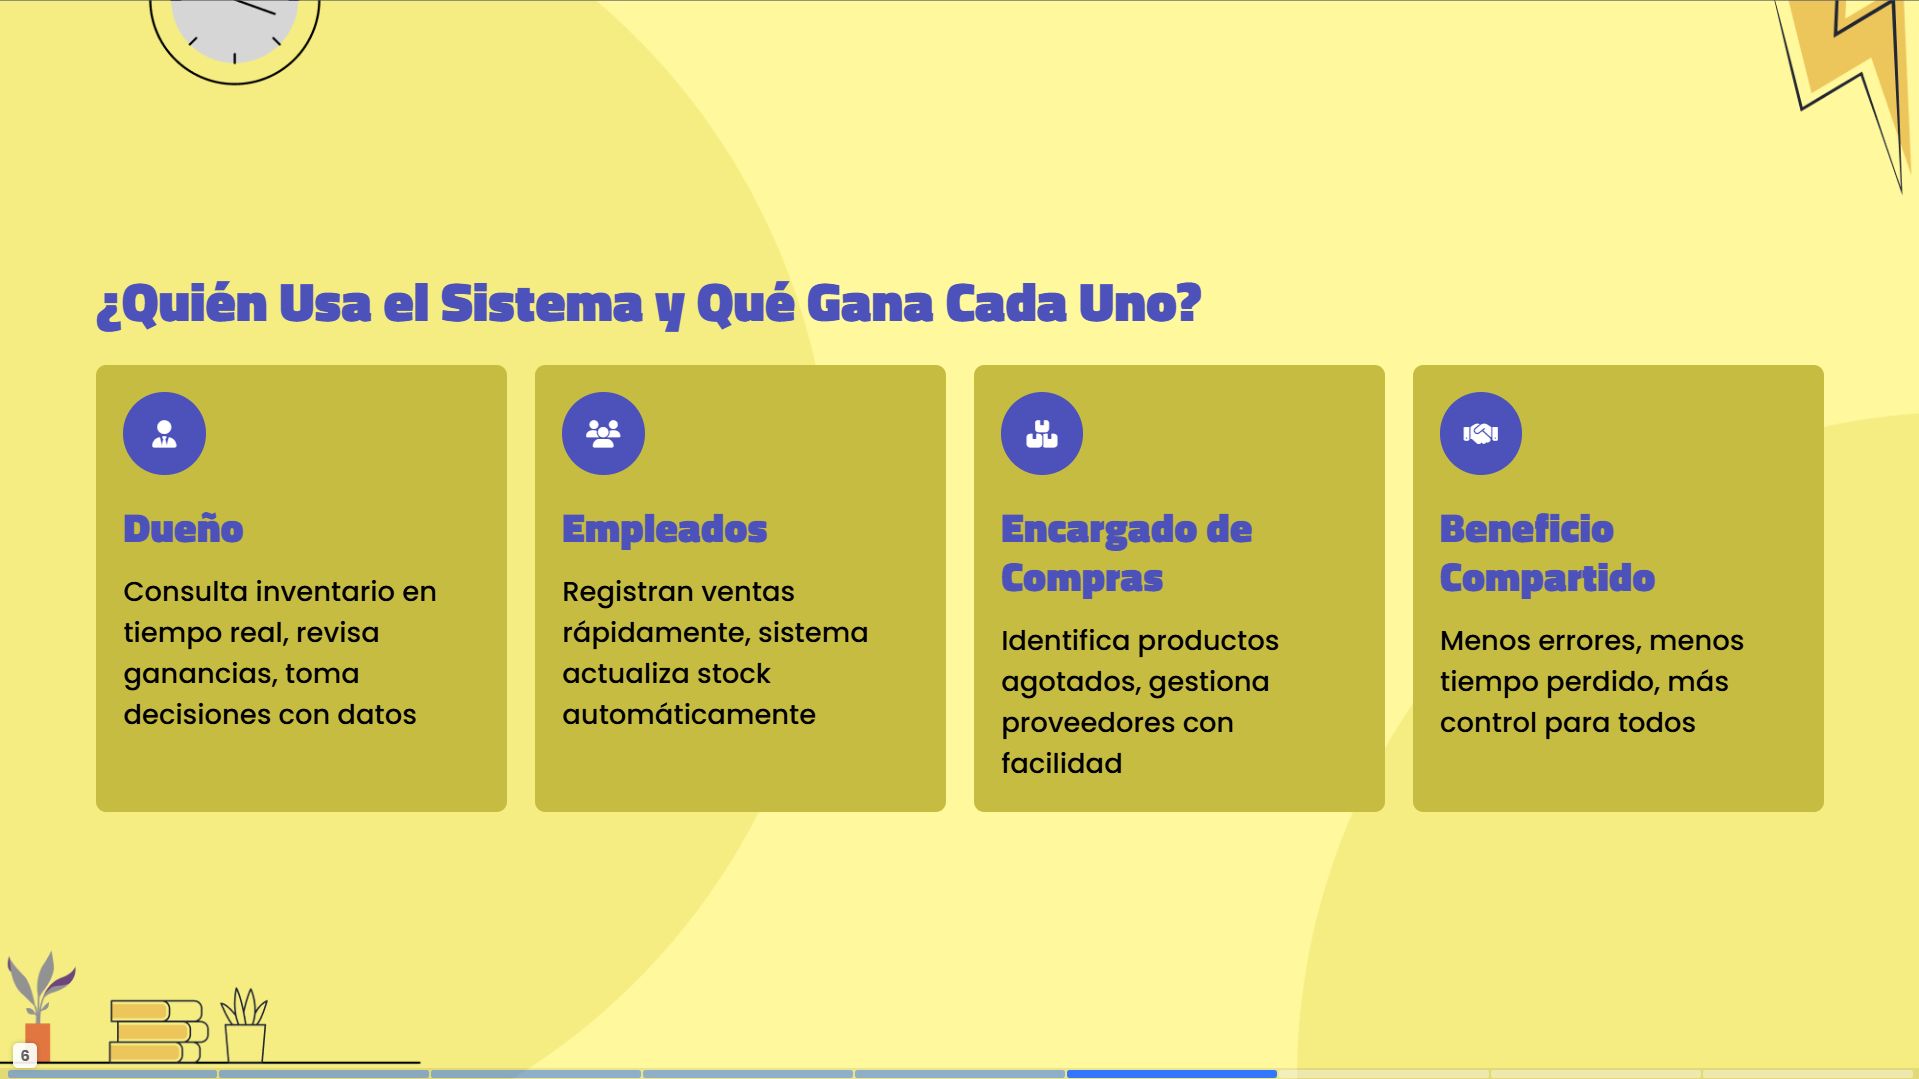 ¿Quién Usa el Sistema y Qué Gana Cada Uno?
Dueño
Consulta inventario en
tiempo real, revisa
ganancias, toma
decisiones con datos
Empleados
Registran ventas
rápidamente, sistema
actualiza stock
automáticamente
Encargado de
Compras
Identifica productos
agotados, gestiona
proveedores con
facilidad
Beneficio
Compartido
Menos errores, menos
tiempo perdido, más
control para todos
6